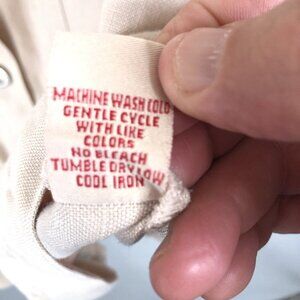 MACHINE WASH COLD
GENTLE CYCLE
WITH LIKE
COLORS
NO BLEACH
TUMBLE DRY LOW
COOL IRON